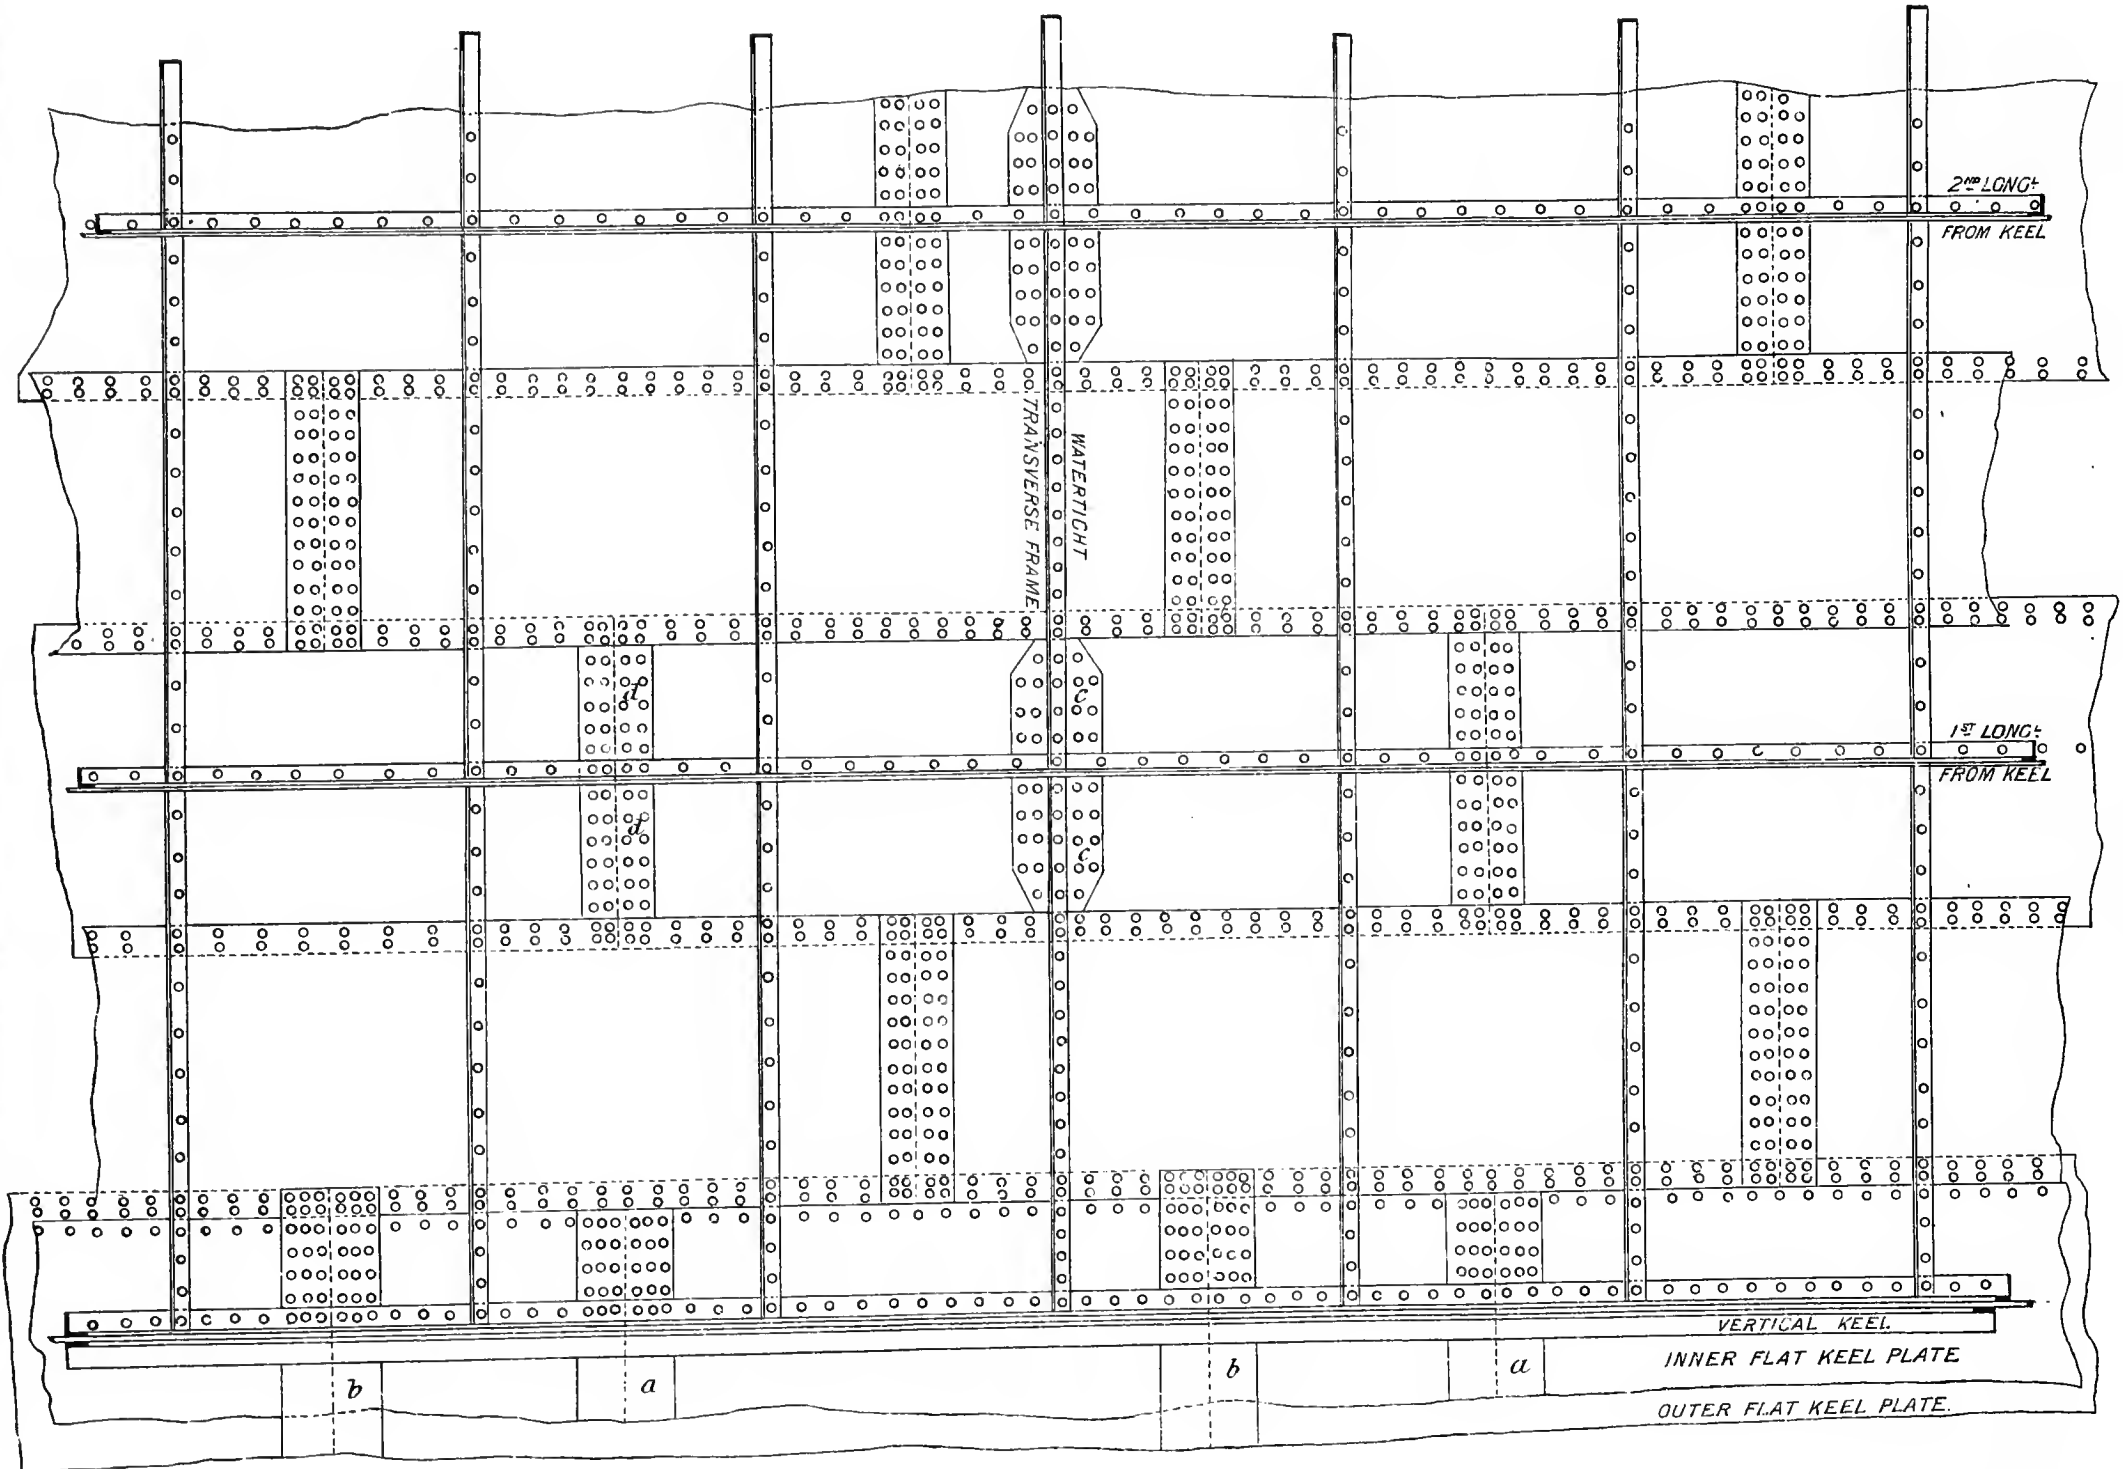 2ND LONGL
FROM KEEL
TRANSVERSE FRAME
WATERTIGHT
d
c
1ST LONGL
FROM KEEL
d
c
VERTICAL KEEL
INNER FLAT KEEL PLATE
b
a
b
a
OUTER FLAT KEEL PLATE.